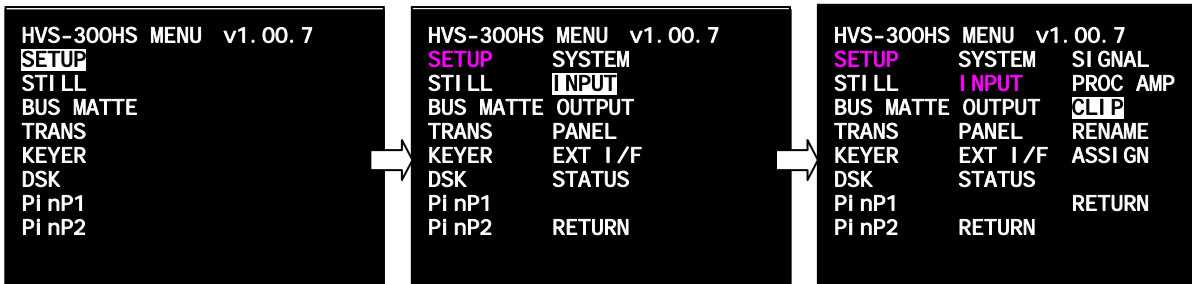 HVS-300HS MENU v1.00.7
SETUP
STILL
BUS MATTE
TRANS
KEYER
DSK
PinP1
PinP2
HVS-300HS MENU v1.00.7
SETUP SYSTEM
STILL INPUT
BUS MATTE OUTPUT
TRANS PANEL
KEYER EXT I/F
DSK STATUS
PinP1
PinP2 RETURN
HVS-300HS MENU v1.00.7
SETUP SYSTEM SIGNAL
STILL INPUT PROC AMP
BUS MATTE OUTPUT CLIP
TRANS PANEL RENAME
KEYER EXT I/F ASSIGN
DSK STATUS
PinP1 RETURN
PinP2 RETURN